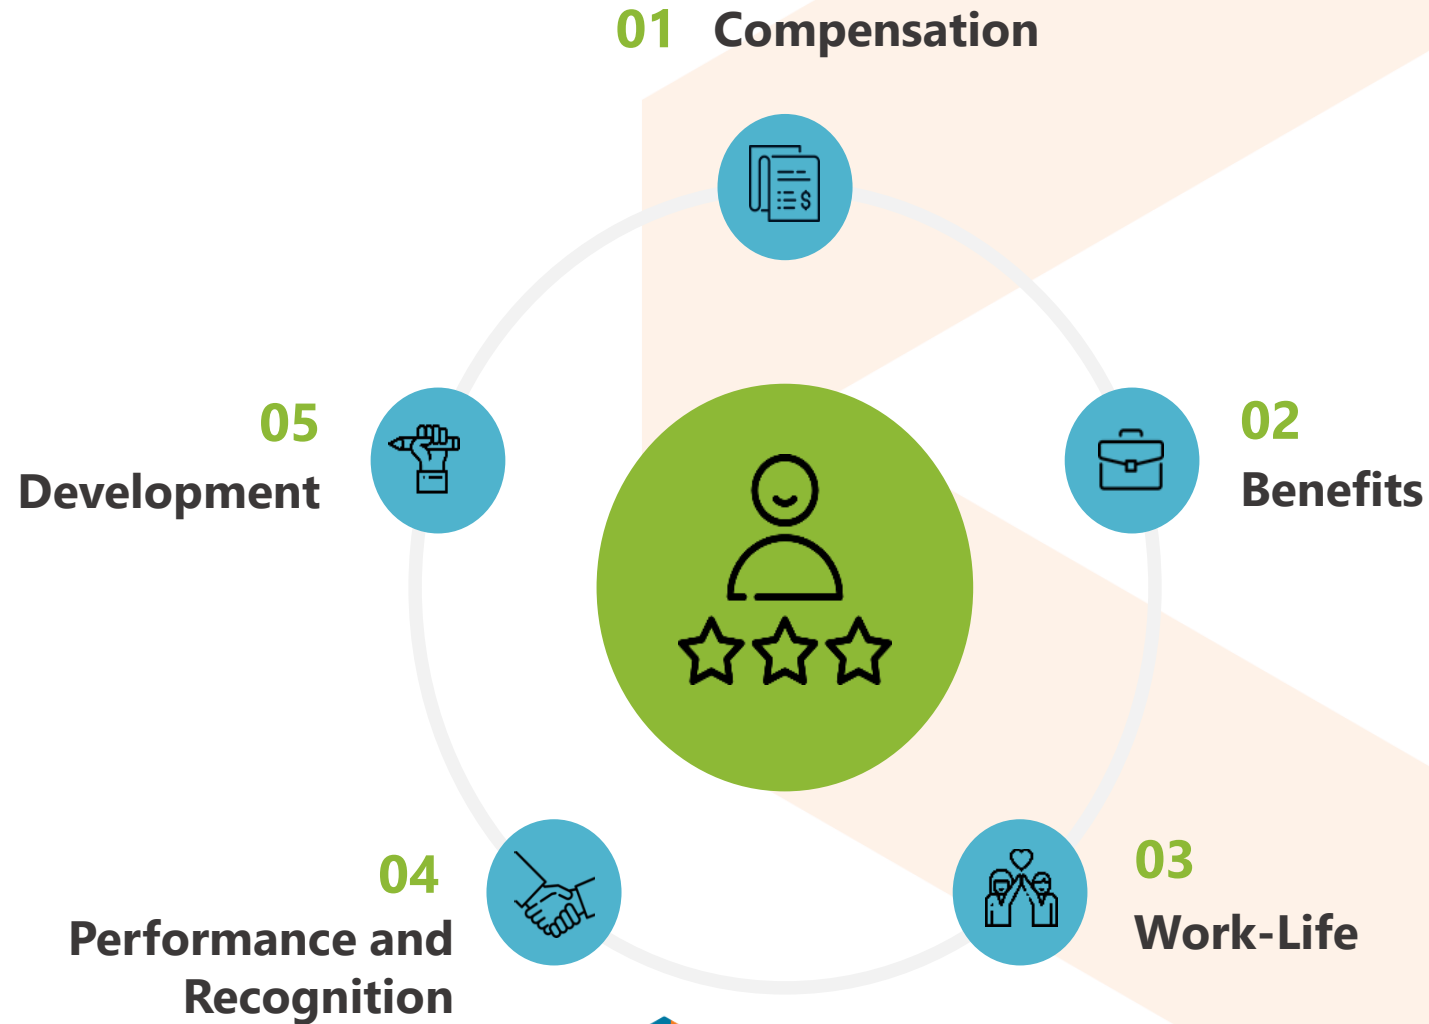 01 Compensation
02
Benefits
03
Work-Life
04
Performance and
Recognition
05
Development